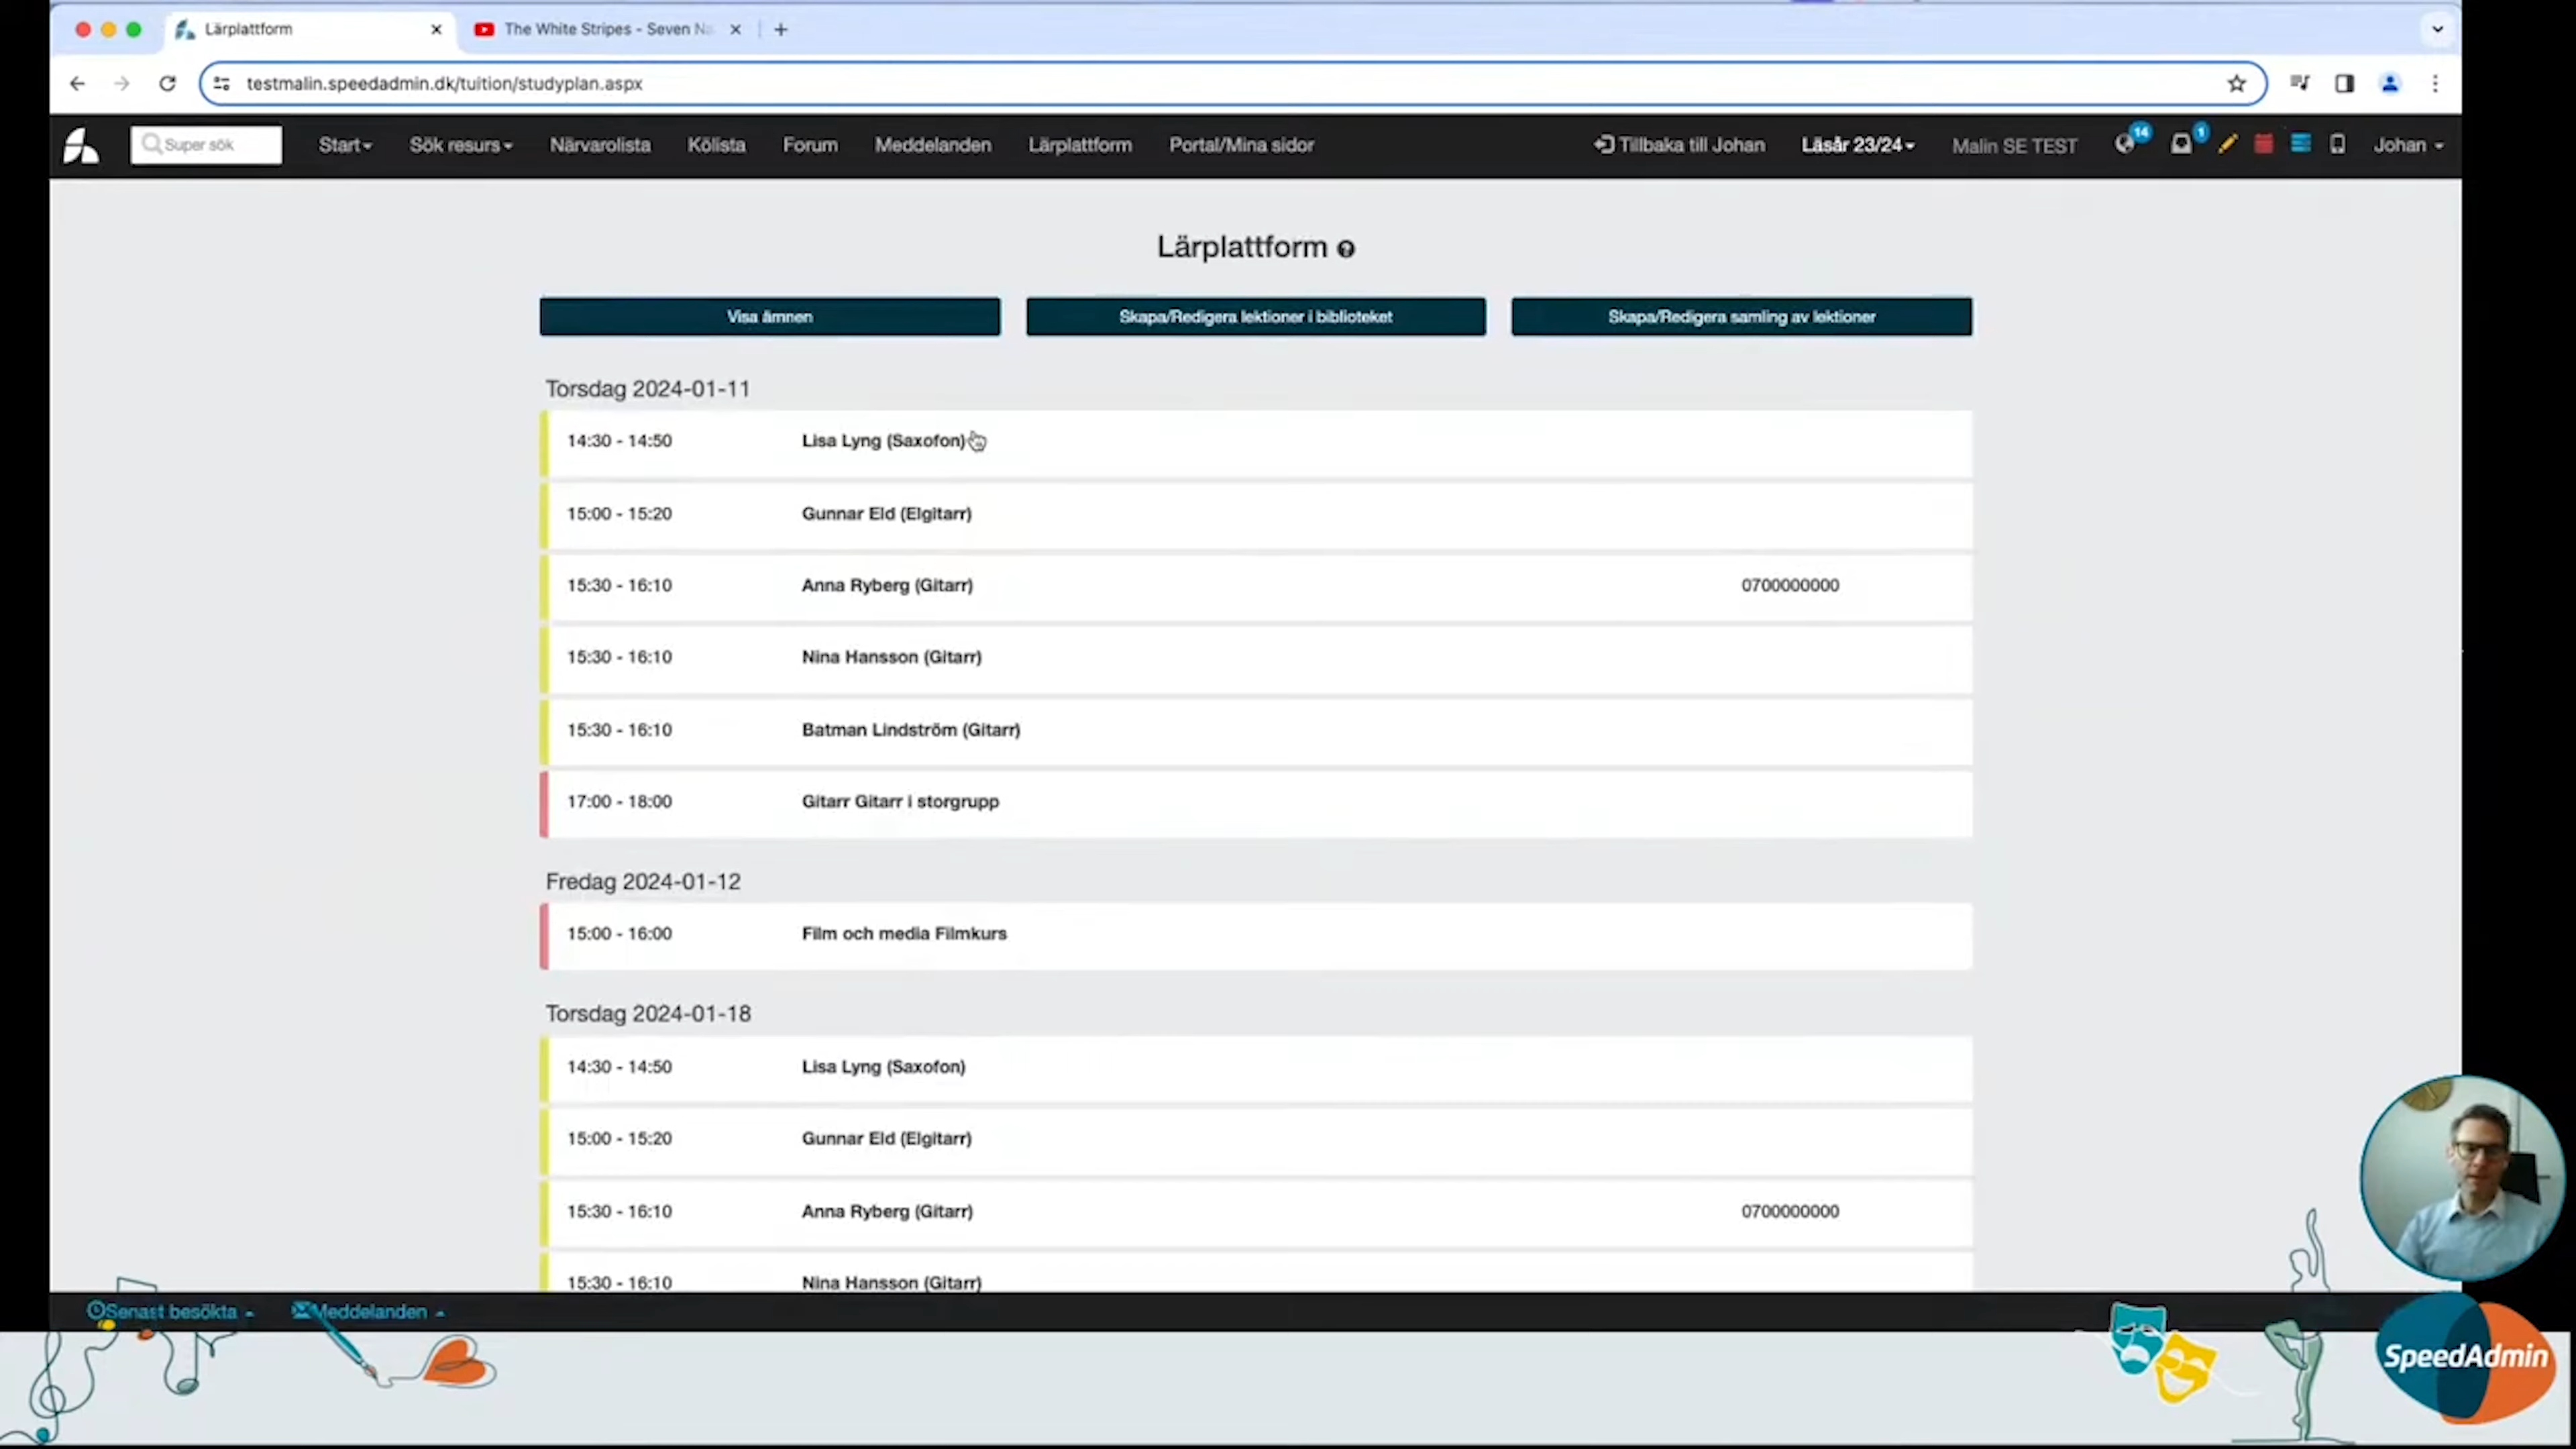 Lärplattform
The White Stripes - Seven Na
testmalin.speedadmin.dk/tuition/studyplan.aspx
Super sök
Start
Sök resurs
Närvarolista
Kölista
Forum
Meddelanden
Lärplattform
Portal/Mina sidor
Tillbaka till Johan
Läsår 23/24
Malin SE TEST
14
1
Johan
Lärplattform
Visa ämnen
Skapa/Redigera lektioner i biblioteket
Skapa/Redigera samling av lektioner
Torsdag 2024-01-11
14:30 - 14:50 Lisa Lyng (Saxofon)
15:00 - 15:20 Gunnar Eld (Elgitarr)
15:30 - 16:10 Anna Ryberg (Gitarr) 0700000000
15:30 - 16:10 Nina Hansson (Gitarr)
15:30 - 16:10 Batman Lindström (Gitarr)
17:00 - 18:00 Gitarr Gitarr i storgrupp
Fredag 2024-01-12
15:00 - 16:00 Film och media Filmkurs
Torsdag 2024-01-18
14:30 - 14:50 Lisa Lyng (Saxofon)
15:00 - 15:20 Gunnar Eld (Elgitarr)
15:30 - 16:10 Anna Ryberg (Gitarr) 0700000000
15:30 - 16:10 Nina Hansson (Gitarr)
Senast besökta
Meddelanden
SpeedAdmin